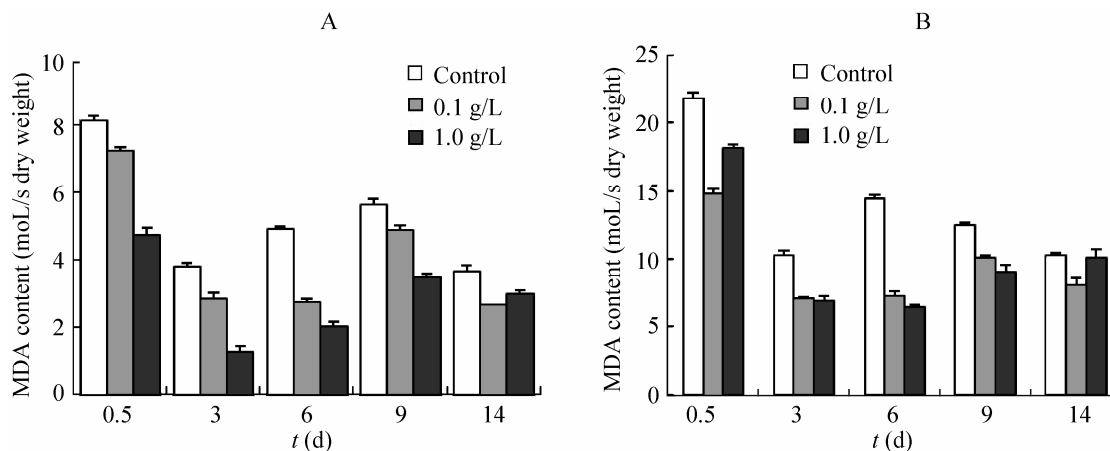 A
MDA content (moL/s dry weight)
10
8
6
4
2
0
Control
0.1 g/L
1.0 g/L
0.5 3 6 9 14
t (d)
B
MDA content (moL/s dry weight)
25
20
15
10
5
0
Control
0.1 g/L
1.0 g/L
0.5 3 6 9 14
t (d)